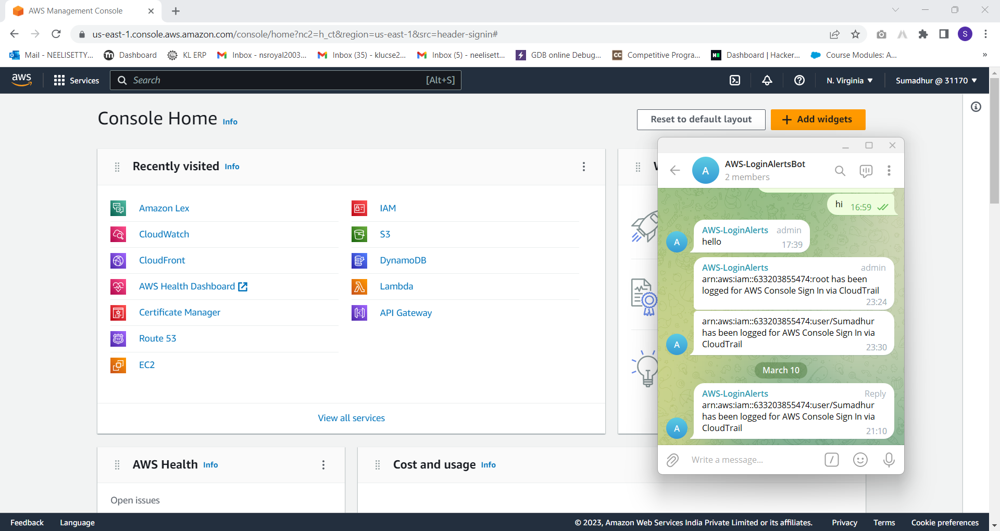 AWS Management Console
us-east-1.console.aws.amazon.com/console/home?nc2=h_ct&region=us-east-1&src=header-signin#
S
Mail - NEELISETTY...
Dashboard
KL ERP
Inbox - nsroyal2003...
Inbox (35) - klucse2...
Inbox (5) - neelisett...
GDB online Debug...
CC
Competitive Progra...
Dashboard | Hacker...
Course Modules: A...
»
aws
Services
Search
[Alt+S]
N. Virginia
Sumadhur @ 31170
Console Home Info
Reset to default layout
+ Add widgets
Recently visited Info
Amazon Lex
CloudWatch
CloudFront
AWS Health Dashboard
Certificate Manager
Route 53
EC2
IAM
S3
DynamoDB
Lambda
API Gateway
View all services
AWS Health Info
Open issues
Cost and usage Info
A
AWS-LoginAlertsBot
2 members
hi 16:59
A
AWS-LoginAlerts admin
hello
17:39
AWS-LoginAlerts admin
arn:aws:iam::633203855474:root has been
logged for AWS Console Sign In via CloudTrail
23:24
arn:aws:iam::633203855474:user/Sumadhur
has been logged for AWS Console Sign In via
CloudTrail
23:30
A
March 10
AWS-LoginAlerts Reply
arn:aws:iam::633203855474:user/Sumadhur
has been logged for AWS Console Sign In via
CloudTrail
21:10
A
Write a message...
Feedback
Language
© 2023, Amazon Web Services India Private Limited or its affiliates.
Privacy
Terms
Cookie preferences